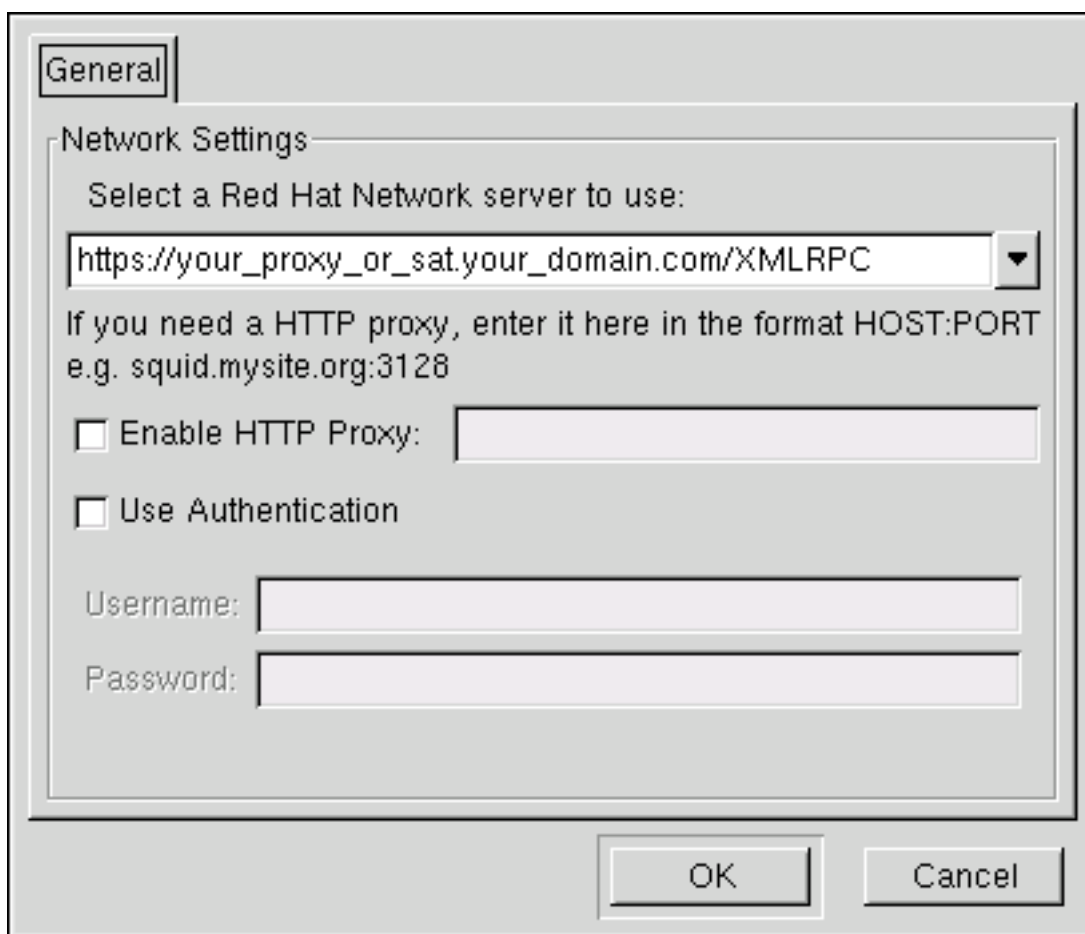 General
Network Settings
Select a Red Hat Network server to use:
https://your_proxy_or_sat.your_domain.com/XMLRPC
If you need a HTTP proxy, enter it here in the format HOST:PORT
e.g. squid.mysite.org:3128
Enable HTTP Proxy:
Use Authentication
Username:
Password:
OK Cancel